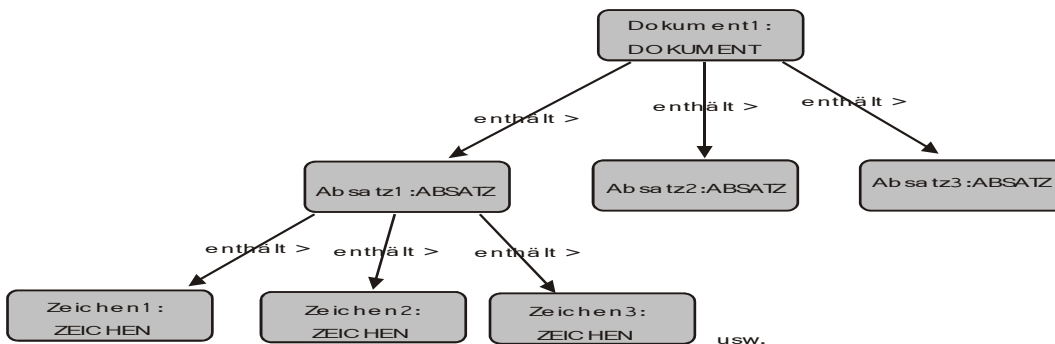 Dokument1:
DOKUMENT
enthält >
enthält >
enthält >
Absatz1:ABSATZ
Absatz2:ABSATZ
Absatz3:ABSATZ
enthält >
enthält >
enthält >
Zeichen1:
ZEICHEN
Zeichen2:
ZEICHEN
Zeichen3:
ZEICHEN
usw.